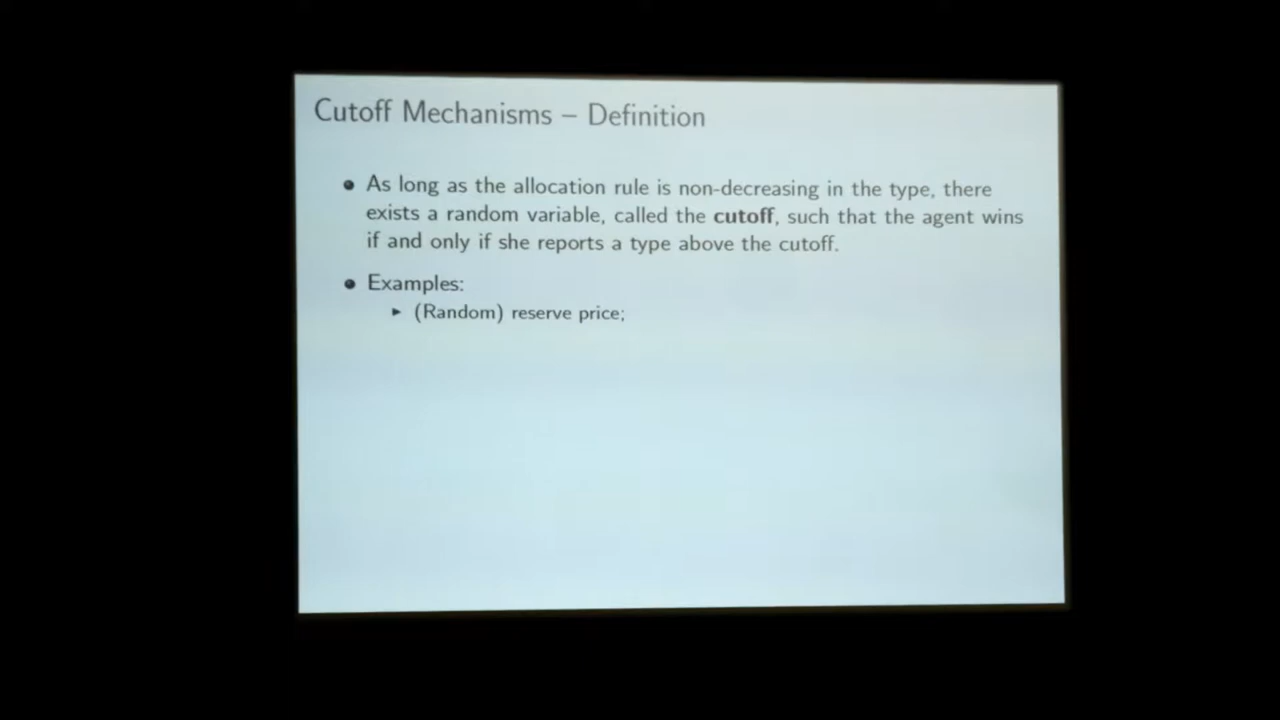 Cutoff Mechanisms – Definition
• As long as the allocation rule is non-decreasing in the type, there
exists a random variable, called the cutoff, such that the agent wins
if and only if she reports a type above the cutoff.
• Examples:
► (Random) reserve price;